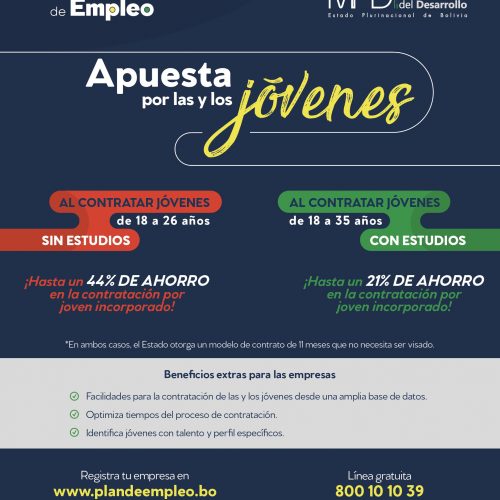 de Empleo
del Desarrollo
Estado Plurinacional de Bolivia
Apuesta
por las y los
jóvenes
AL CONTRATAR JÓVENES
de 18 a 26 años
SIN ESTUDIOS
¡Hasta un 44% DE AHORRO
en la contratación por
joven incorporado!
AL CONTRATAR JÓVENES
de 18 a 35 años
CON ESTUDIOS
¡Hasta un 21% DE AHORRO
en la contratación por
joven incorporado!
*En ambos casos, el Estado otorga un modelo de contrato de 11 meses que no necesita ser visado.
Beneficios extras para las empresas
Facilidades para la contratación de las y los jóvenes desde una amplia base de datos.
Optimiza tiempos del proceso de contratación.
Identifica jóvenes con talento y perfil específicos.
Registra tu empresa en
www.plandeempleo.bo
Línea gratuita
800 10 10 39